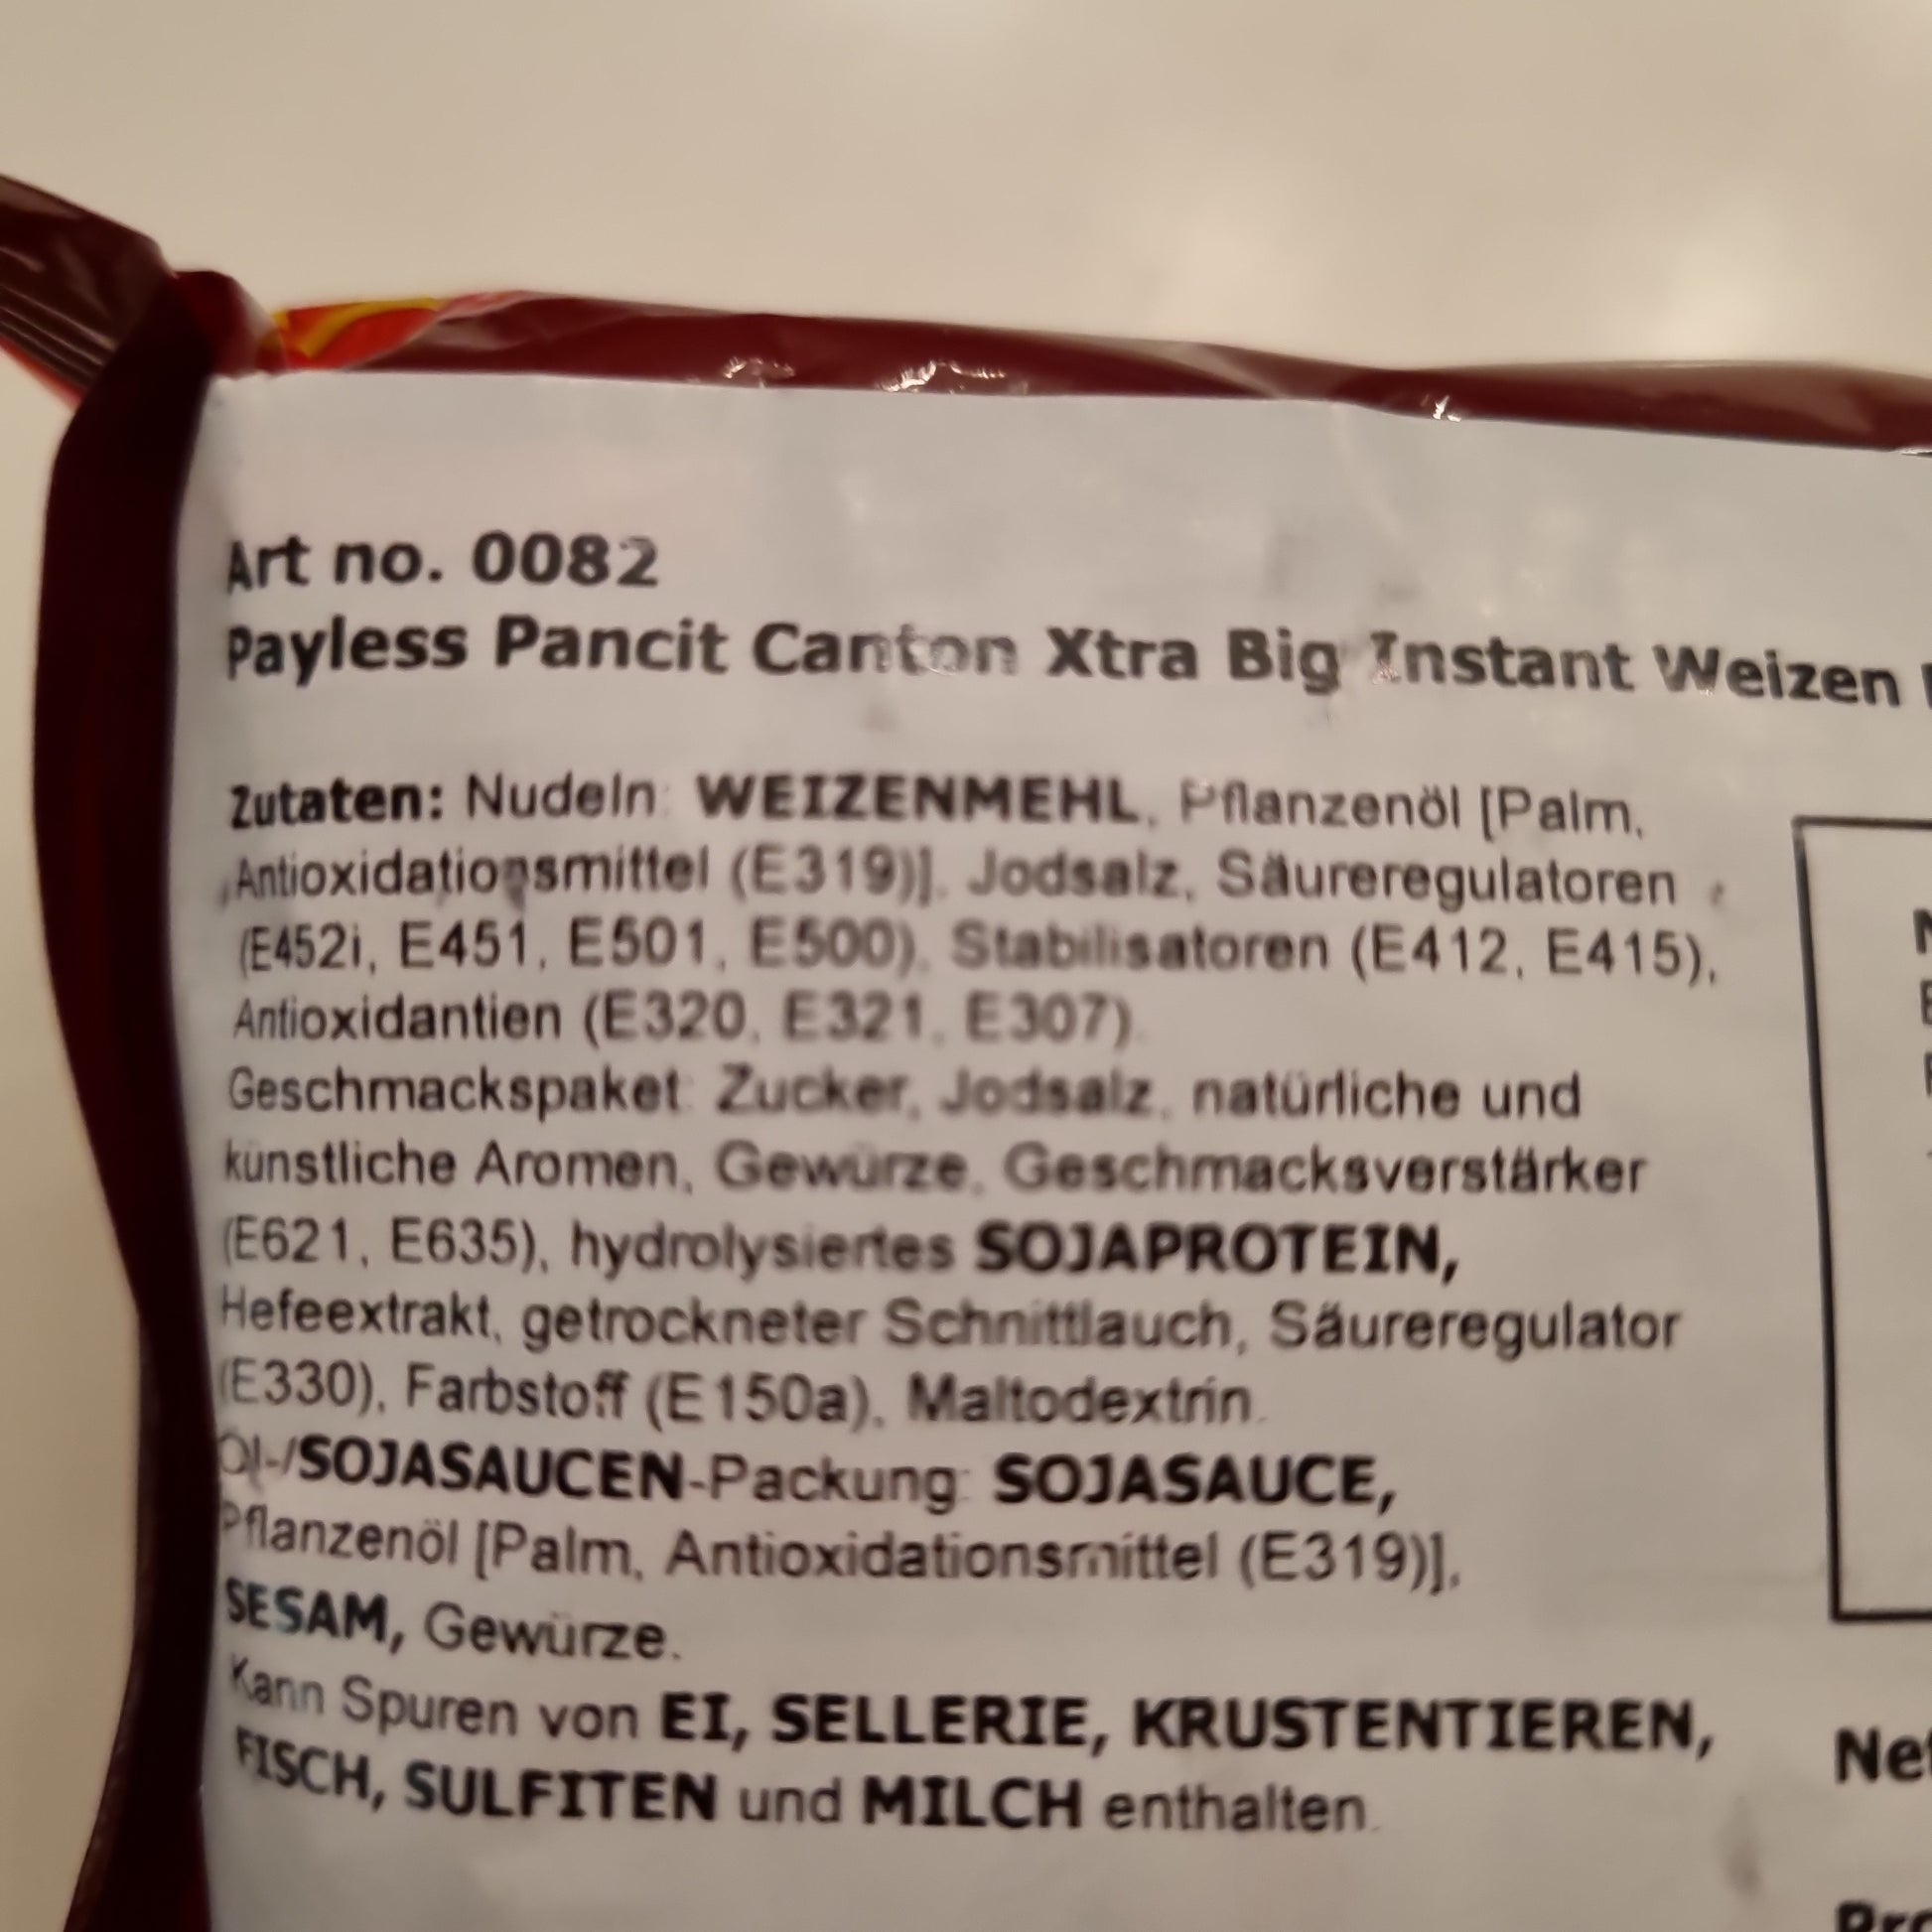 Art no. 0082
Payless Pancit Canton Xtra Big Instant Weizen
Zutaten: Nudeln: WEIZENMEHL, Pflanzenöl [Palm,
Antioxidationsmittel (E319)], Jodsalz, Säureregulatoren
(E452i, E451, E501, E500), Stabilisatoren (E412, E415),
Antioxidantien (E320, E321, E307).
Geschmackspaket: Zucker, Jodsalz, natürliche und
künstliche Aromen, Gewürze, Geschmacksverstärker
(E621, E635), hydrolysiertes SOJAPROTEIN,
Hefeextrakt, getrockneter Schnittlauch, Säureregulator
(E330), Farbstoff (E150a), Maltodextrin.
Öl-/SOJASAUCEN-Packung: SOJASAUCE,
Pflanzenöl [Palm, Antioxidationsmittel (E319)],
SESAM, Gewürze.
Kann Spuren von EI, SELLERIE, KRUSTENTIEREN,
FISCH, SULFITEN und MILCH enthalten.